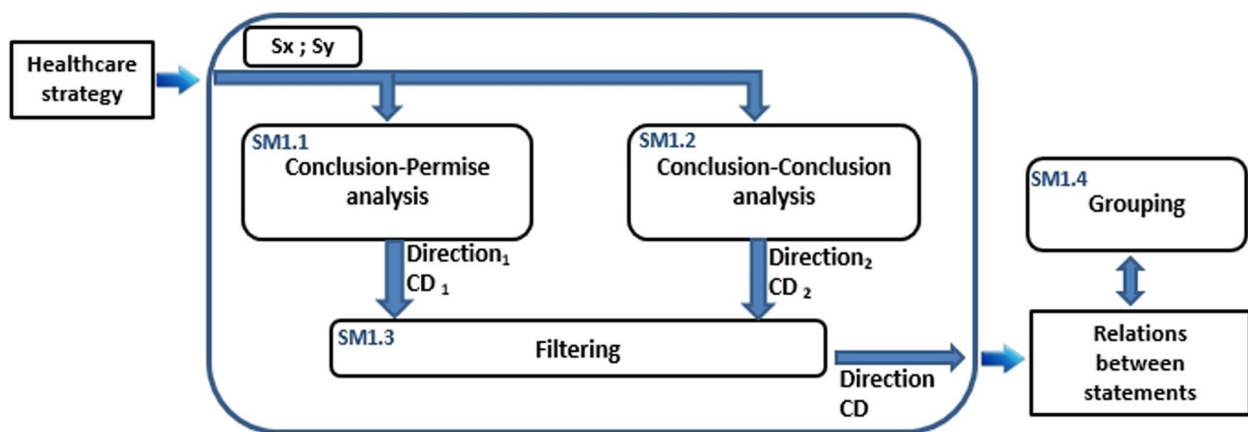 Healthcare
strategy
Sx ; Sy
SM1.1
Conclusion-Permise
analysis
SM1.2
Conclusion-Conclusion
analysis
Direction₁
CD ₁
Direction₂
CD ₂
SM1.3
Filtering
Direction
CD
SM1.4
Grouping
Relations
between
statements